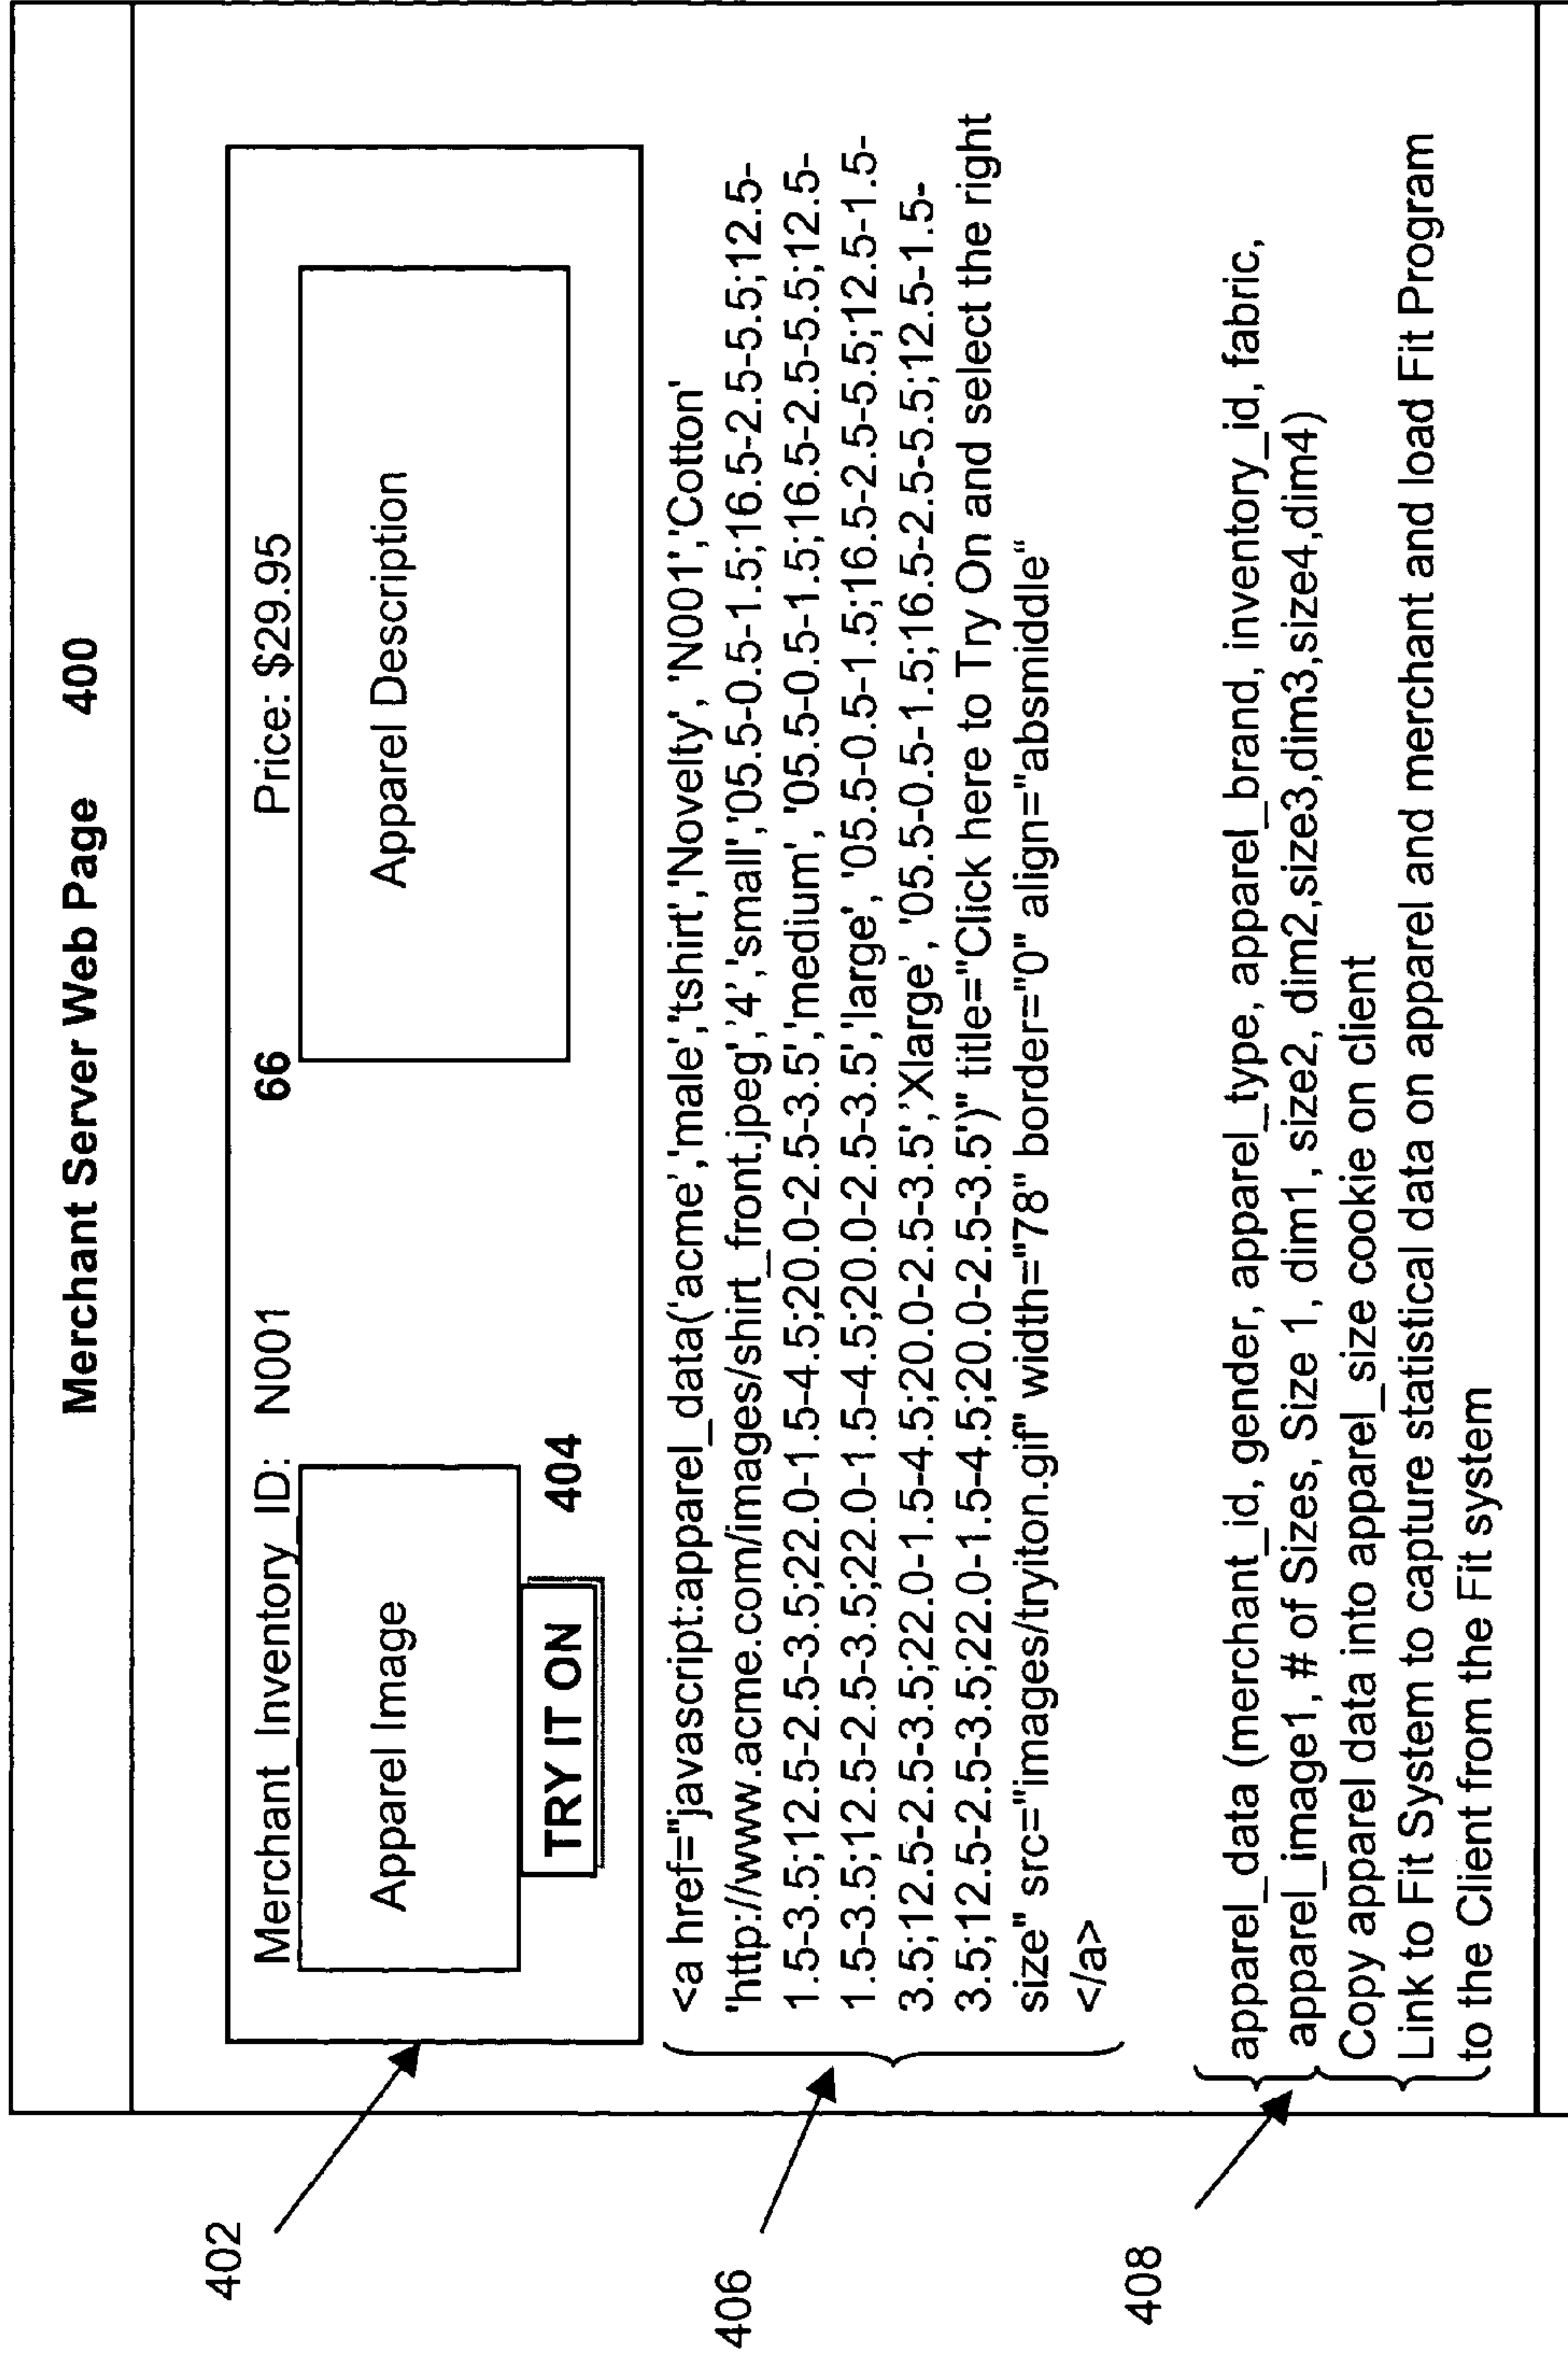 Merchant Server Web Page 400
Merchant_Inventory_ID: N001 66 Price: $29.95
Apparel Image
Apparel Description
TRY IT ON 404
402
<a href="javascript:apparel_data('acme','male','tshirt','Novelty', 'N001','Cotton'
'http://www.acme.com/images/shirt_front.jpeg','4','small','05.5-0.5-1.5;16.5-2.5-5.5;12.5-
1.5-3.5;12.5-2.5-3.5;22.0-1.5-4.5;20.0-2.5-3.5','medium', '05.5-0.5-1.5;16.5-2.5-5.5;12.5-
1.5-3.5;12.5-2.5-3.5;22.0-1.5-4.5;20.0-2.5-3.5','large', '05.5-0.5-1.5;16.5-2.5-5.5;12.5-1.5-
3.5;12.5-2.5-3.5;22.0-1.5-4.5;20.0-2.5-3.5','Xlarge', '05.5-0.5-1.5;16.5-2.5-5.5;12.5-1.5-
3.5;12.5-2.5-3.5;22.0-1.5-4.5;20.0-2.5-3.5')" title="Click here to Try On and select the right
size" src="images/tryiton.gif" width="78" border="0" align="absmiddle"
</a>
406
apparel_data (merchant_id, gender, apparel_type, apparel_brand, inventory_id, fabric,
apparel_image1, # of Sizes, Size 1, dim1, size2, dim2,size3,dim3,size4,dim4)
Copy apparel data into apparel_size cookie on client
Link to Fit System to capture statistical data on apparel and merchant and load Fit Program
to the Client from the Fit system
408